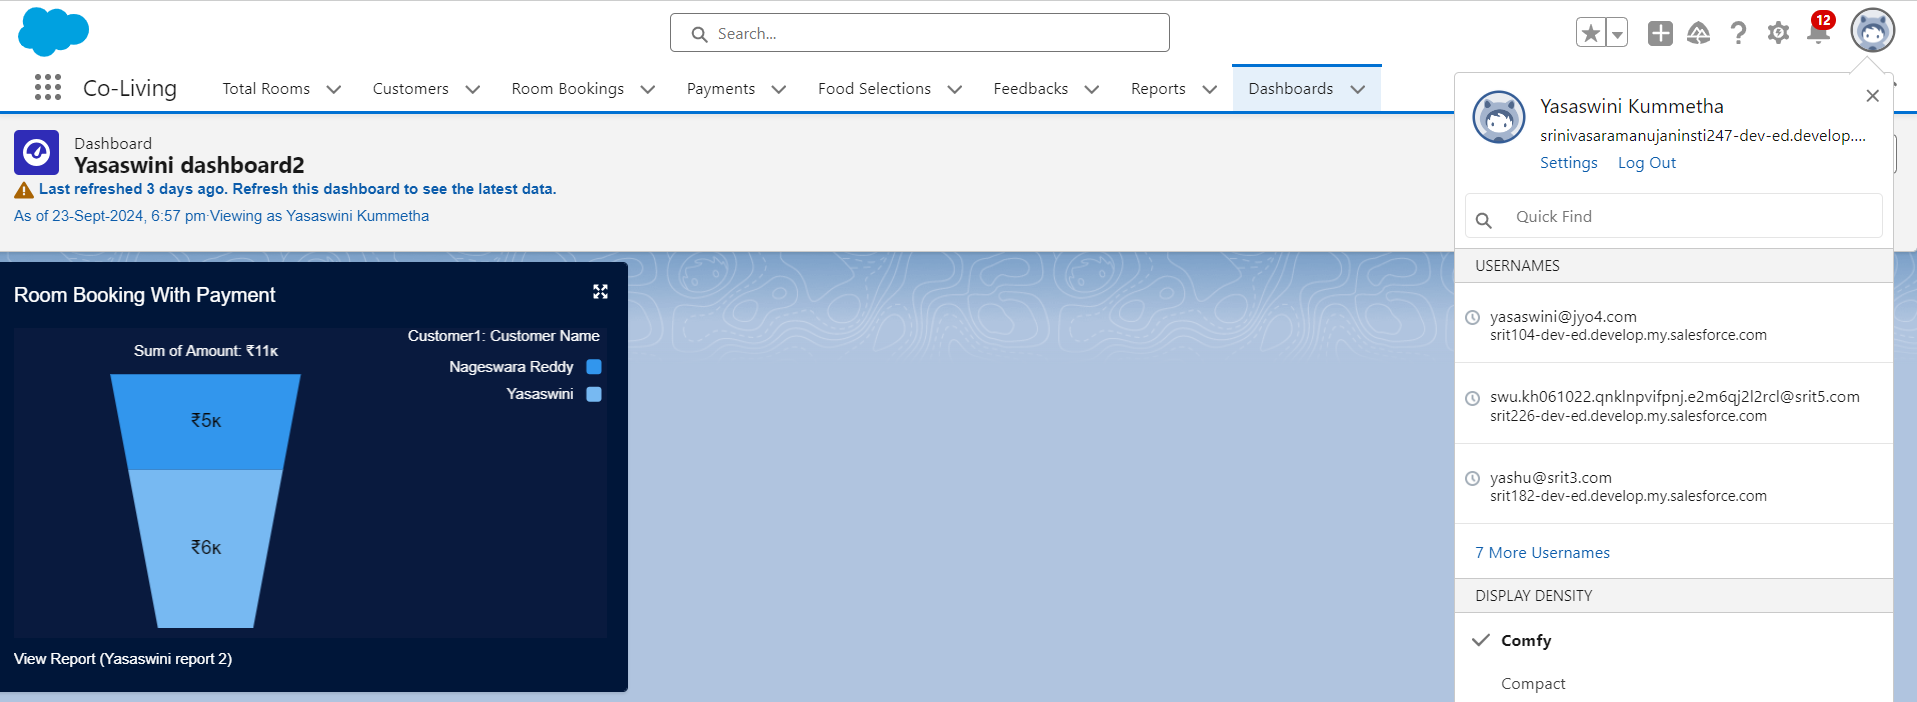 Search...
12
Co-Living
Total Rooms
Customers
Room Bookings
Payments
Food Selections
Feedbacks
Reports
Dashboards
Dashboard
Yasaswini dashboard2
Last refreshed 3 days ago. Refresh this dashboard to see the latest data.
As of 23-Sept-2024, 6:57 pm·Viewing as Yasaswini Kummetha
Room Booking With Payment
Customer1: Customer Name
Sum of Amount: ₹11K
Nageswara Reddy
Yasaswini
₹5K
₹6K
View Report (Yasaswini report 2)
Yasaswini Kummetha
srinivasaramanujaninsti247-dev-ed.develop....
Settings Log Out
Quick Find
USERNAMES
yasaswini@jyo4.com
srit104-dev-ed.develop.my.salesforce.com
swu.kh061022.qnklnpvifpnj.e2m6qj2l2rcl@srit5.com
srit226-dev-ed.develop.my.salesforce.com
yashu@srit3.com
srit182-dev-ed.develop.my.salesforce.com
7 More Usernames
DISPLAY DENSITY
Comfy
Compact